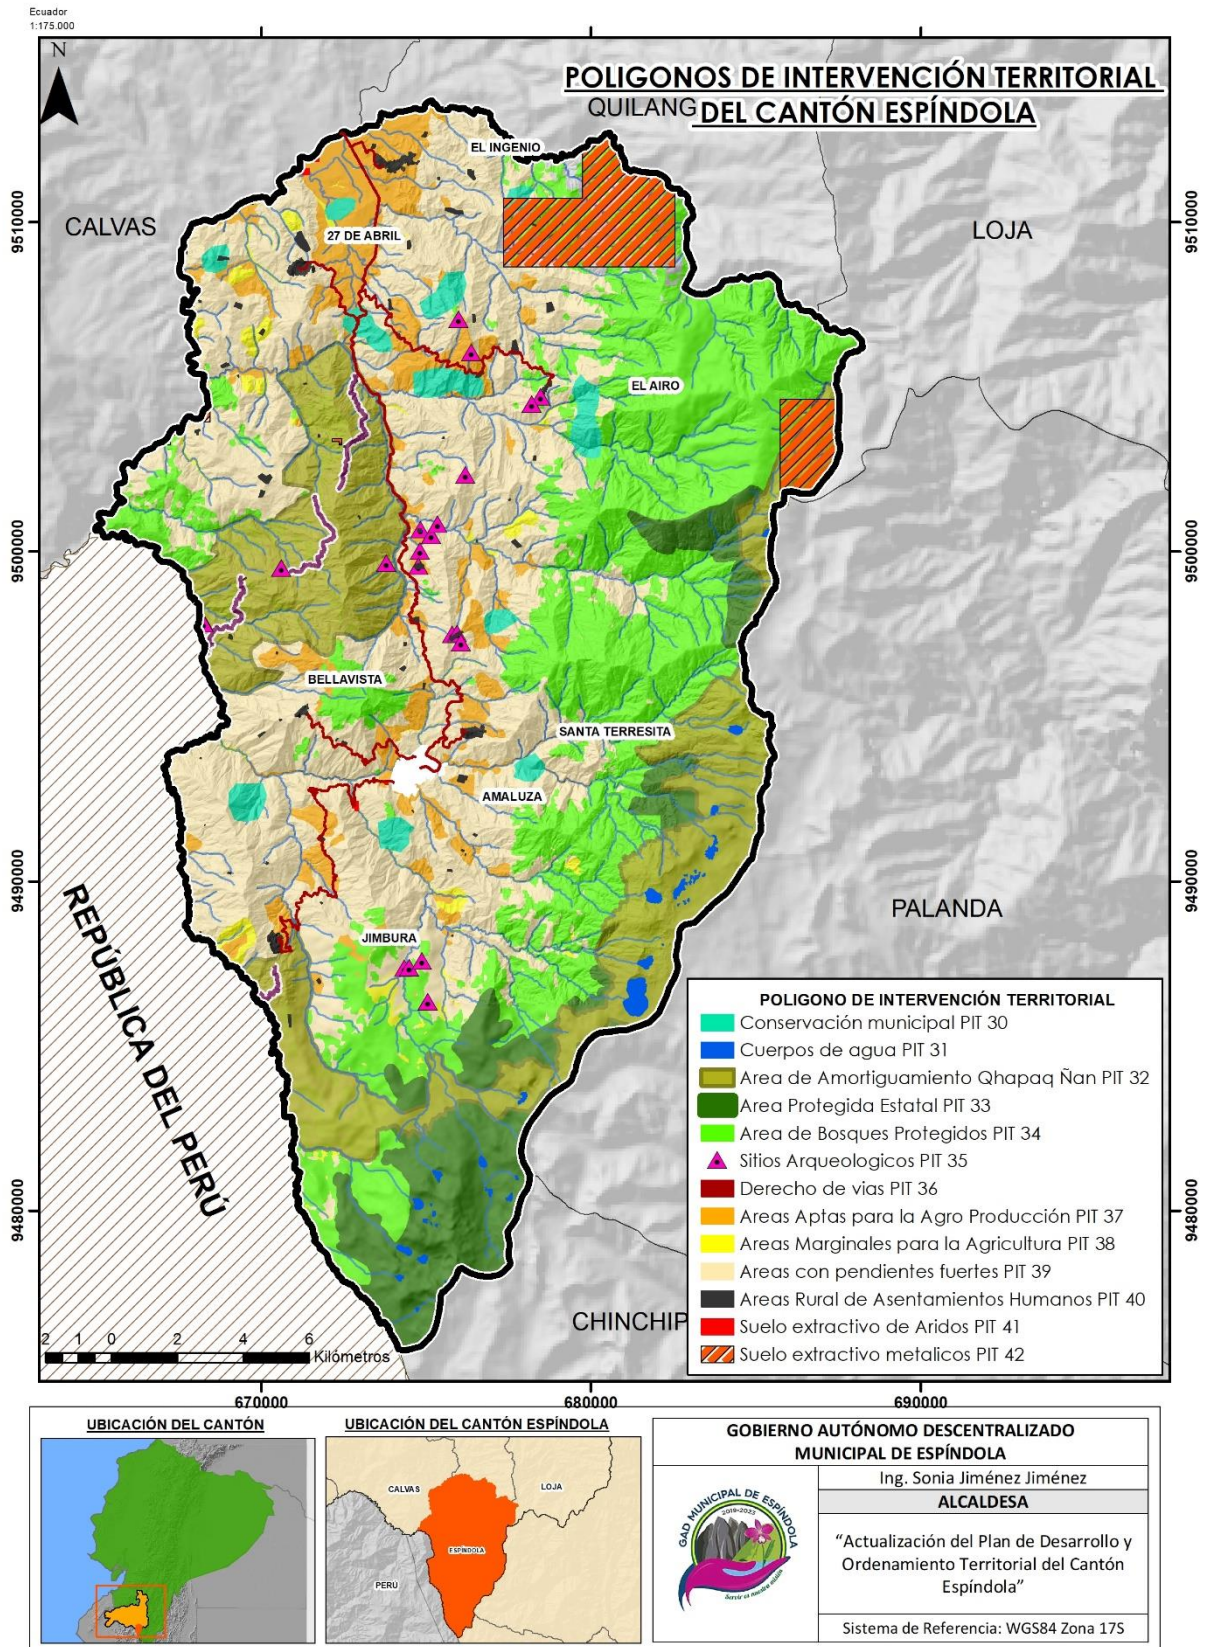 Ecuador
1:175.000
N
POLIGONOS DE INTERVENCIÓN TERRITORIAL
DEL CANTÓN ESPÍNDOLA
QUILANG
EL INGENIO
CALVAS
LOJA
27 DE ABRIL
9510000
9510000
EL AIRO
9500000
9500000
BELLAVISTA
SANTA TERRESITA
AMALUZA
9490000
9490000
PALANDA
REPÚBLICA DEL PERÚ
JIMBURA
POLIGONO DE INTERVENCIÓN TERRITORIAL
Conservación municipal PIT 30
Cuerpos de agua PIT 31
Area de Amortiguamiento Qhapaq Ñan PIT 32
Area Protegida Estatal PIT 33
Area de Bosques Protegidos PIT 34
Sitios Arqueologicos PIT 35
Derecho de vias PIT 36
Areas Aptas para la Agro Producción PIT 37
Areas Marginales para la Agricultura PIT 38
Areas con pendientes fuertes PIT 39
Areas Rural de Asentamientos Humanos PIT 40
Suelo extractivo de Aridos PIT 41
Suelo extractivo metalicos PIT 42
9480000
9480000
CHINCHIP
2 1 0 2 4 6
Kilómetros
670000 680000 690000
UBICACIÓN DEL CANTÓN
UBICACIÓN DEL CANTÓN ESPÍNDOLA
CALVAS
LOJA
ESPÍNDOLA
PERÚ
GOBIERNO AUTÓNOMO DESCENTRALIZADO
MUNICIPAL DE ESPÍNDOLA
GAD MUNICIPAL DE ESPÍNDOLA
2019-2023
Servir es nuestra misión
Ing. Sonia Jiménez Jiménez
ALCALDESA
“Actualización del Plan de Desarrollo y
Ordenamiento Territorial del Cantón
Espíndola”
Sistema de Referencia: WGS84 Zona 17S